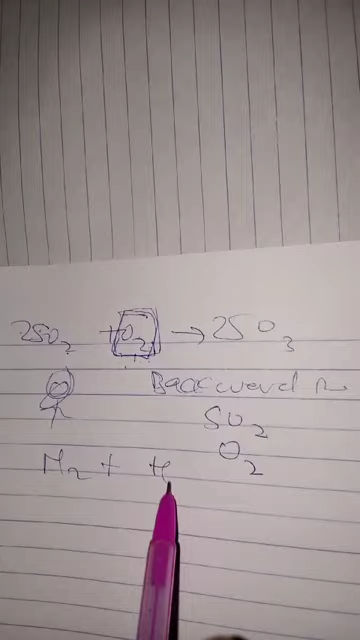 2SO₂ + O₂ → 2SO₃
Backward
SO₂
O₂
N₂ + H